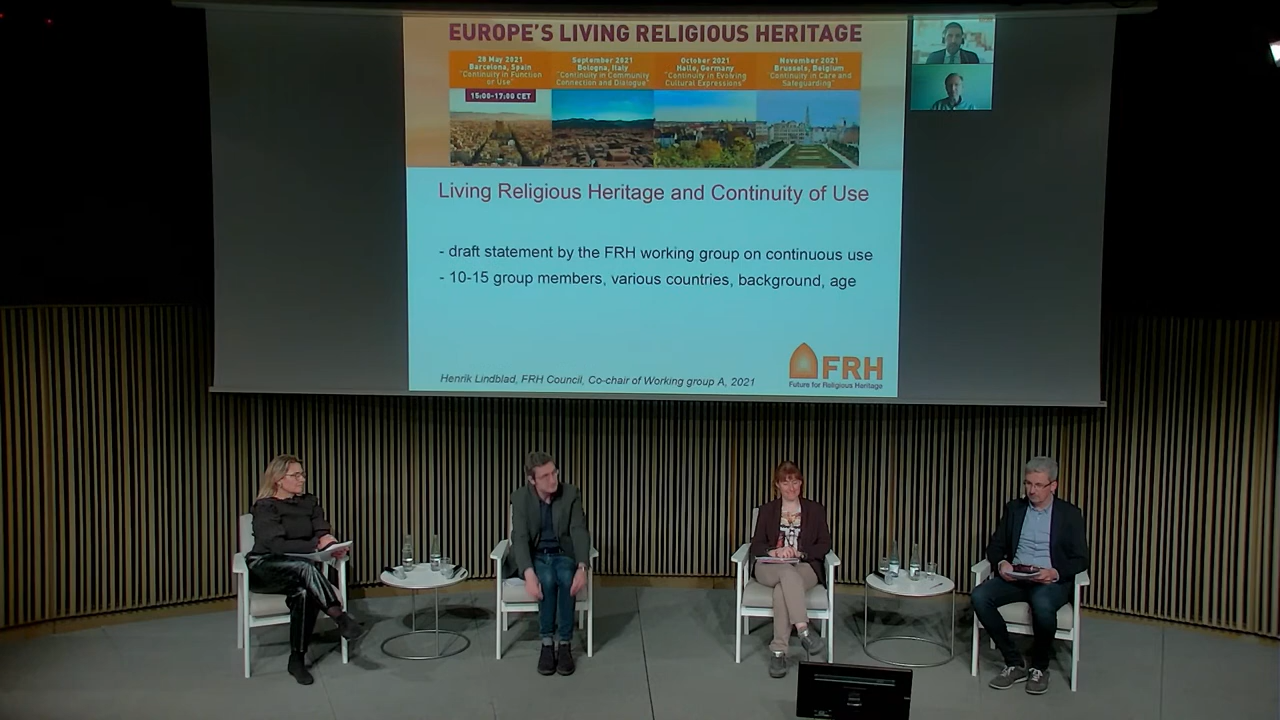 EUROPE'S LIVING RELIGIOUS HERITAGE
28 May 2021
Barcelona, Spain
"Continuity in Function
or Use"
15:00-17:00 CET
September 2021
Bologna, Italy
"Continuity in Community
Connection and Dialogue"
October 2021
Halle, Germany
"Continuity in Evolving
Cultural Expressions"
November 2021
Brussels, Belgium
"Continuity in Care and
Safeguarding"
Living Religious Heritage and Continuity of Use
- draft statement by the FRH working group on continuous use
- 10-15 group members, various countries, background, age
Henrik Lindblad, FRH Council, Co-chair of Working group A, 2021
FRH
Future for Religious Heritage